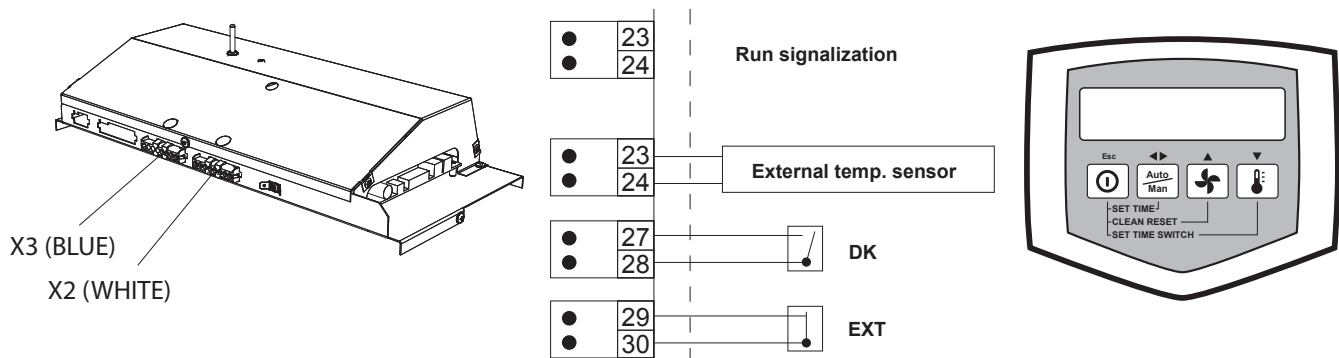 X3 (BLUE)
X2 (WHITE)
23
24
Run signalization
23
24
External temp. sensor
27
28
DK
29
30
EXT
Esc
Auto
Man
SET TIME
CLEAN RESET
SET TIME SWITCH